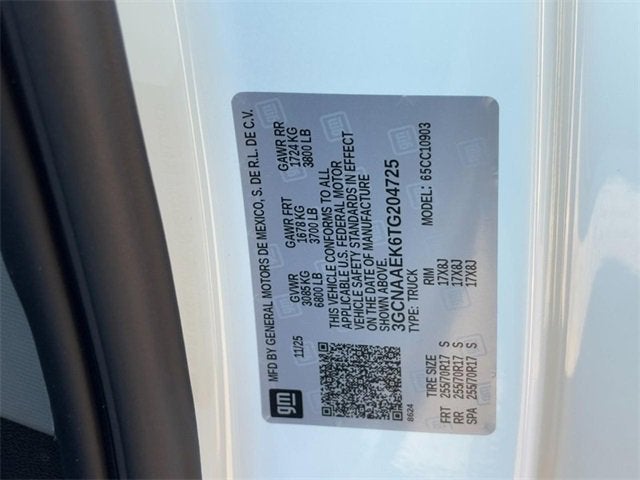 gm
MFD BY GENERAL MOTORS DE MEXICO, S. DE R.L. DE C.V.
11/25 GVWR GAWR FRT GAWR RR
3085 KG 1678 KG 1724 KG
6800 LB 3700 LB 3800 LB
THIS VEHICLE CONFORMS TO ALL
APPLICABLE U.S. FEDERAL MOTOR
VEHICLE SAFETY STANDARDS IN EFFECT
ON THE DATE OF MANUFACTURE
SHOWN ABOVE.
3GCNAAEK6TG204725
TYPE: TRUCK MODEL: 65CC10903
8624
TIRE SIZE RIM
FRT 255/70R17 S 17X8J
RR 255/70R17 S 17X8J
SPA 255/70R17 S 17X8J